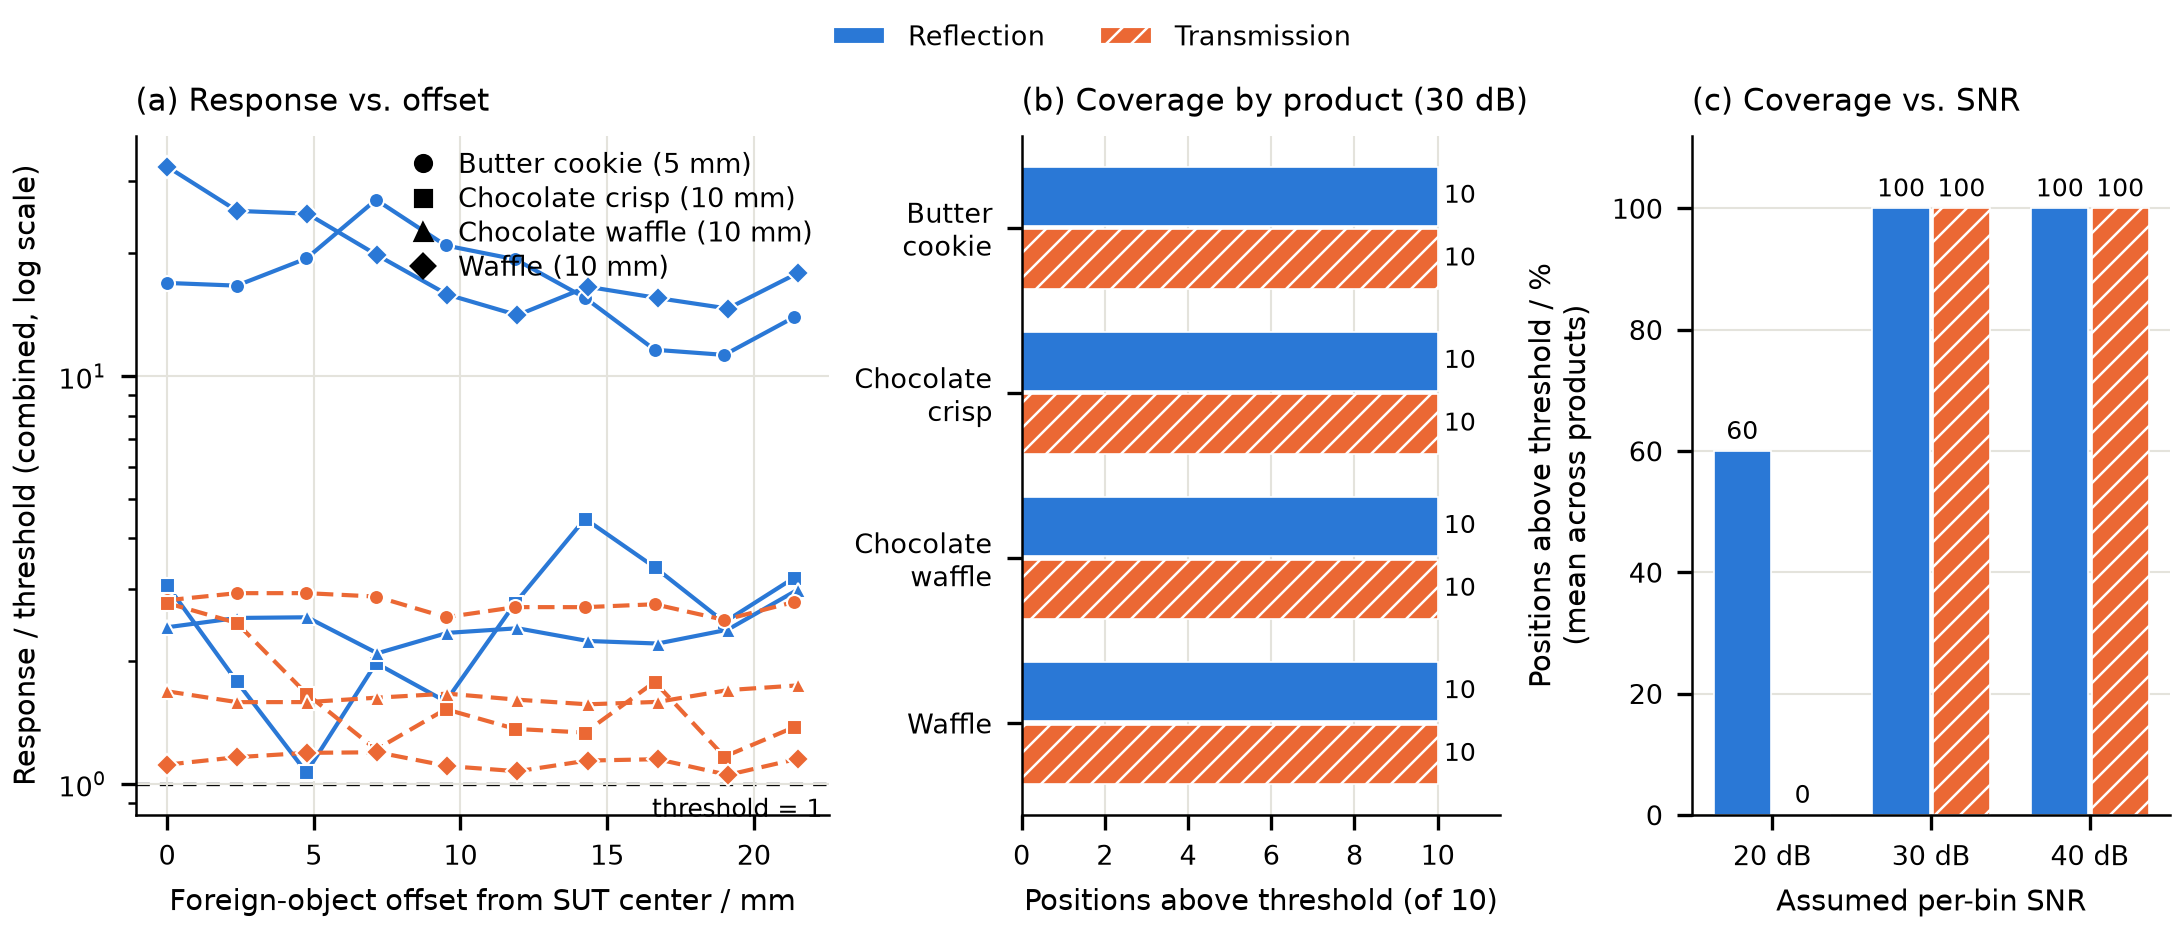 Reflection
Transmission
(a) Response vs. offset
Response / threshold (combined, log scale)
10¹
10⁰
Butter cookie (5 mm)
Chocolate crisp (10 mm)
Chocolate waffle (10 mm)
Waffle (10 mm)
threshold = 1
0 5 10 15 20
Foreign-object offset from SUT center / mm
(b) Coverage by product (30 dB)
Butter
cookie
10
10
Chocolate
crisp
10
10
Chocolate
waffle
10
10
Waffle
10
10
0 2 4 6 8 10
Positions above threshold (of 10)
(c) Coverage vs. SNR
Positions above threshold / %
(mean across products)
100
80
60
40
20
0
60
0
100 100
100 100
20 dB 30 dB 40 dB
Assumed per-bin SNR